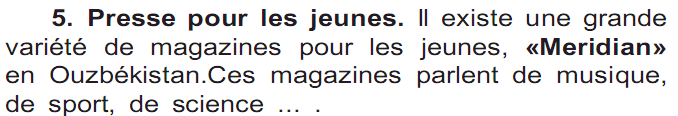 5. Presse pour les jeunes. Il existe une grande
variété de magazines pour les jeunes, «Meridian»
en Ouzbékistan.Ces magazines parlent de musique,
de sport, de science ... .